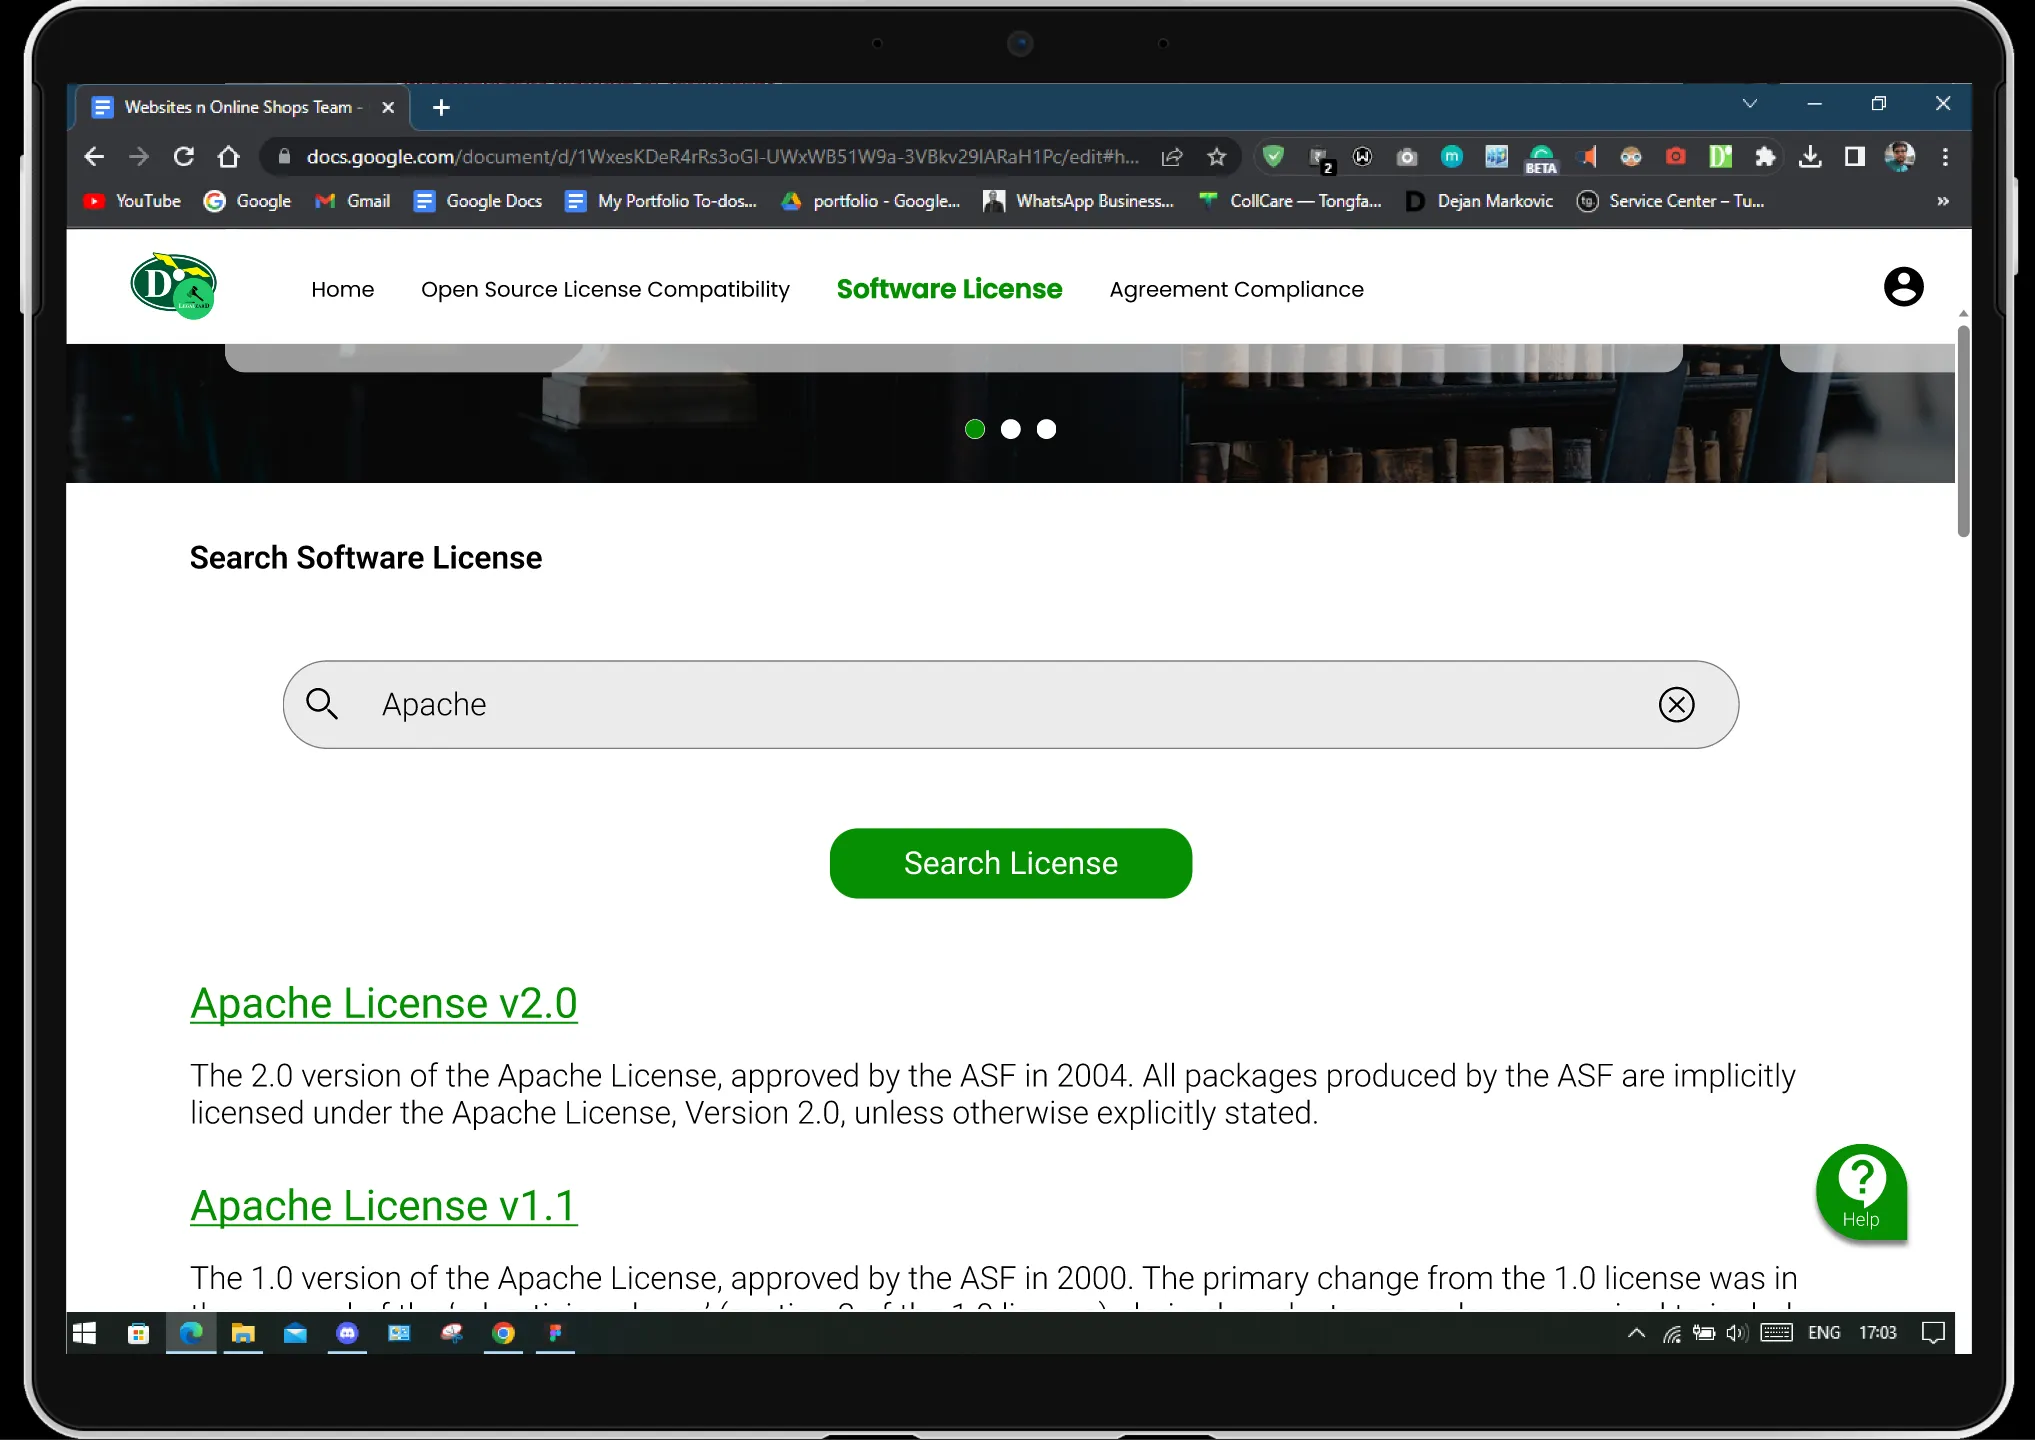 Websites n Online Shops Team -
docs.google.com/document/d/1WxesKDeR4rRs3oGI-UWxWB51W9a-3VBkv29IARaH1Pc/edit#h...
2
BETA
YouTube Google Gmail Google Docs My Portfolio To-dos... portfolio - Google... WhatsApp Business... CollCare — Tongfa... Dejan Markovic tg. Service Center – Tu... »
D
Home Open Source License Compatibility Software License Agreement Compliance
Search Software License
Apache
Search License
Apache License v2.0
The 2.0 version of the Apache License, approved by the ASF in 2004. All packages produced by the ASF are implicitly
licensed under the Apache License, Version 2.0, unless otherwise explicitly stated.
Apache License v1.1
Help
The 1.0 version of the Apache License, approved by the ASF in 2000. The primary change from the 1.0 license was in
ENG 17:03